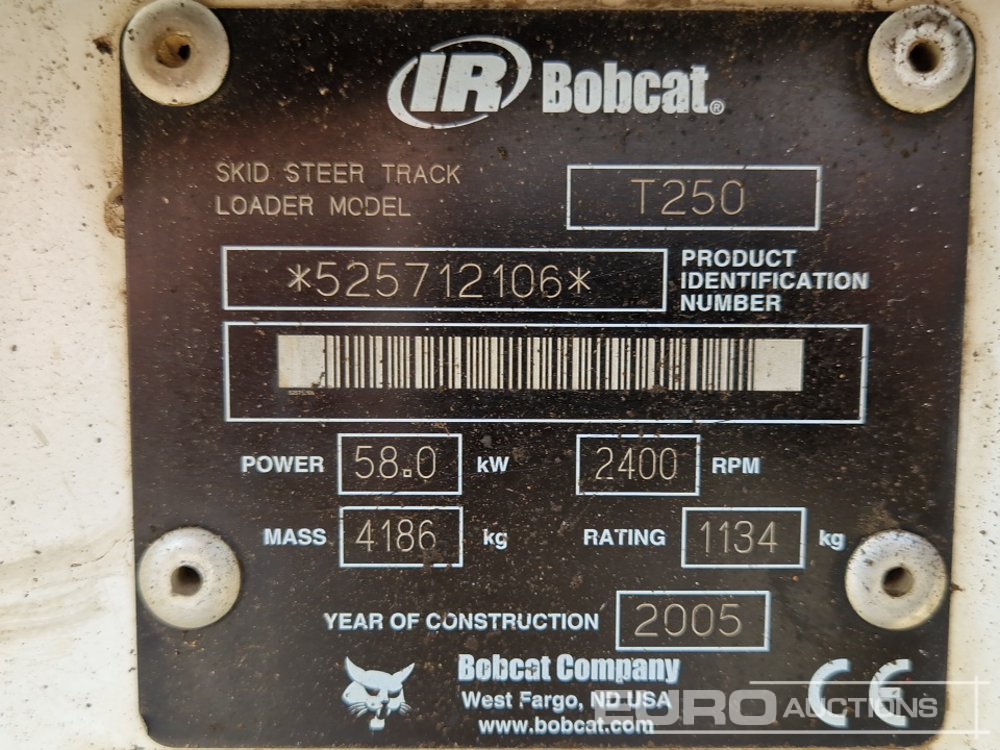 IR Bobcat®
SKID STEER TRACK
LOADER MODEL T250
*525712106* PRODUCT
IDENTIFICATION
NUMBER
POWER 58.0 kW 2400 RPM
MASS 4186 kg RATING 1134 kg
YEAR OF CONSTRUCTION 2005
Bobcat Company
West Fargo, ND USA
www.bobcat.com
CE
EURO AUCTIONS